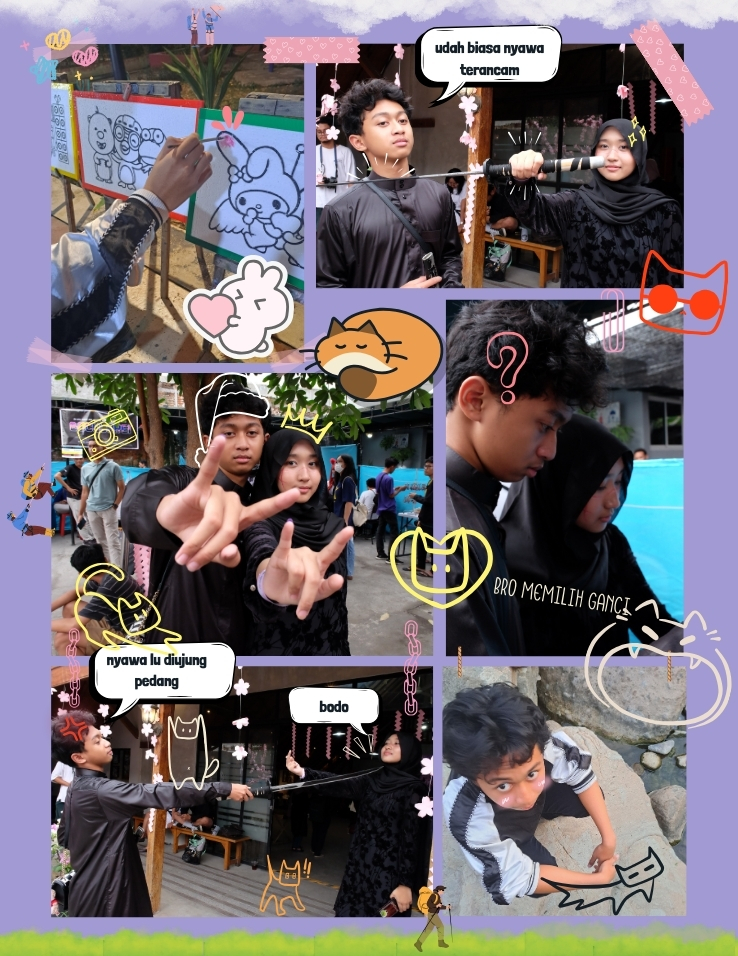 udah biasa nyawa
terancam
BRO MEMILIH GANCI
nyawa lu diujung
pedang
bodo